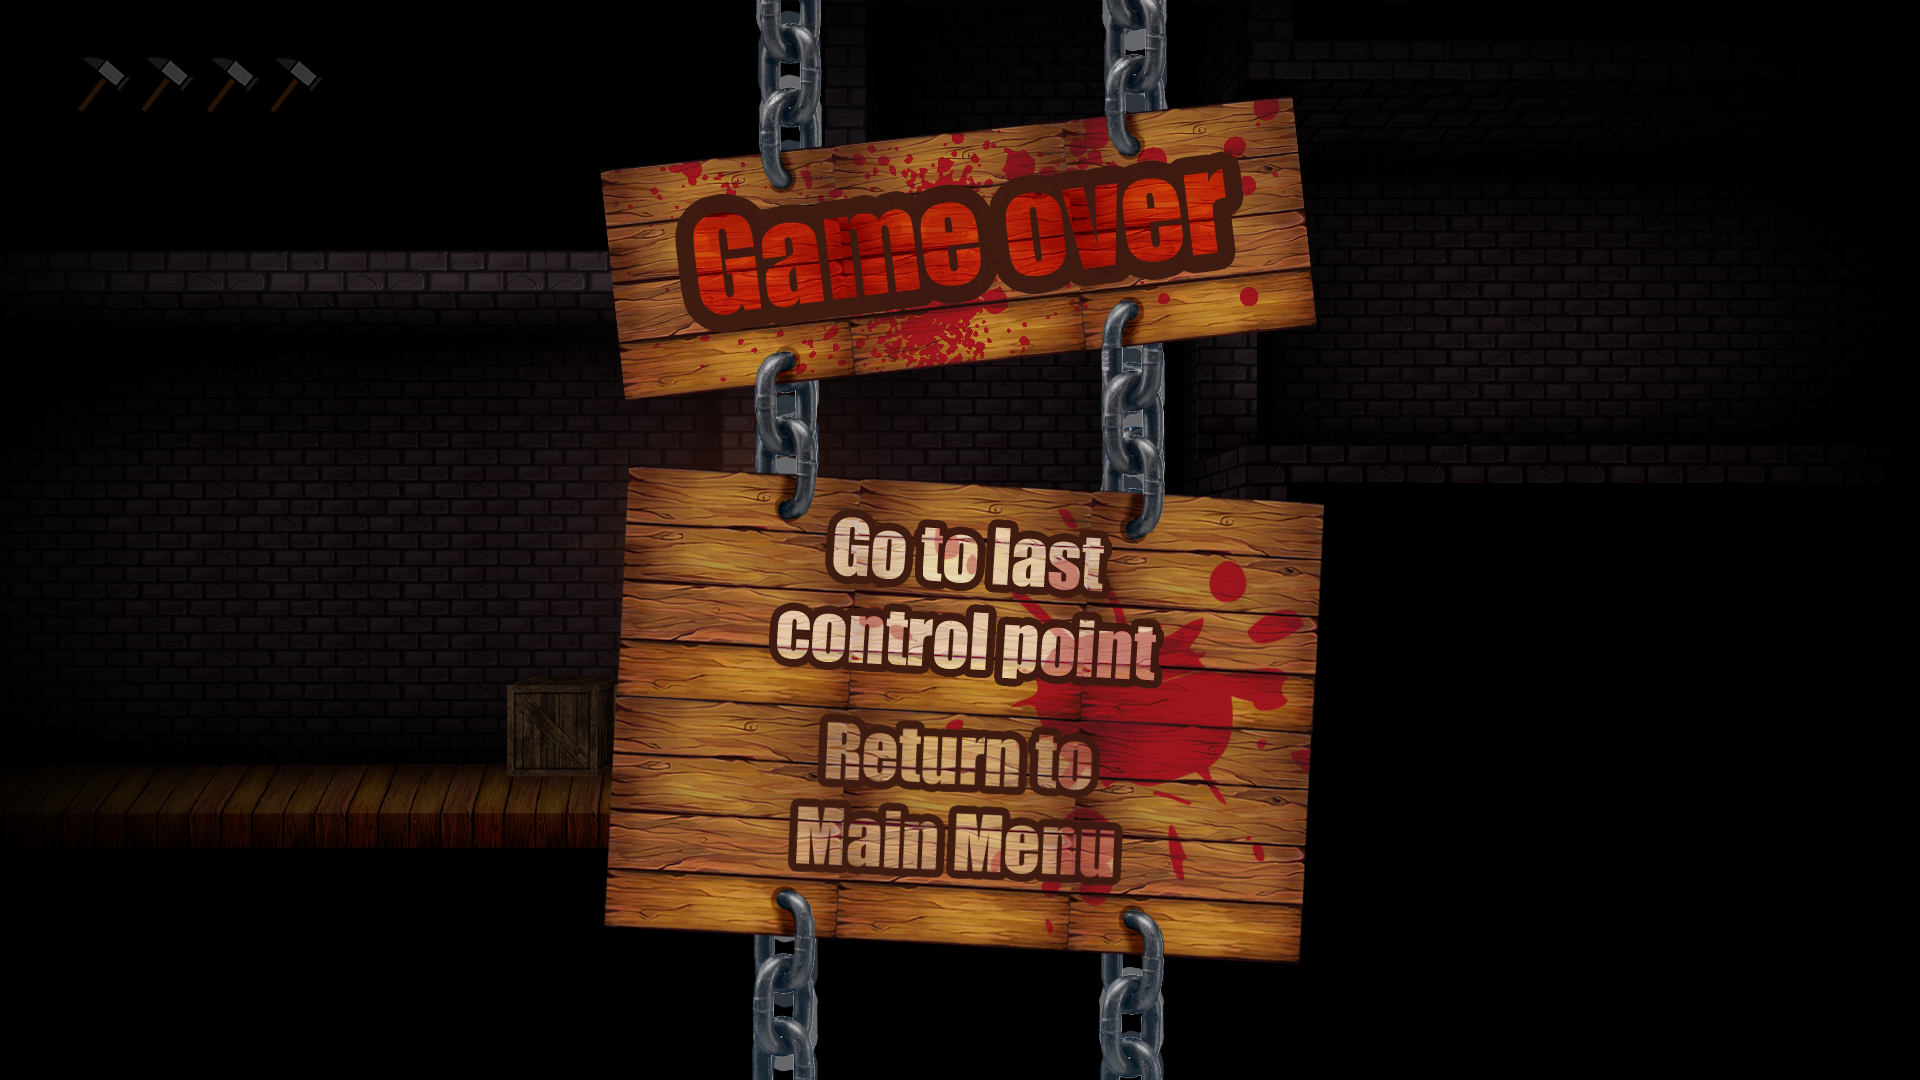 Game over
Go to last
control point
Return to
Main Menu